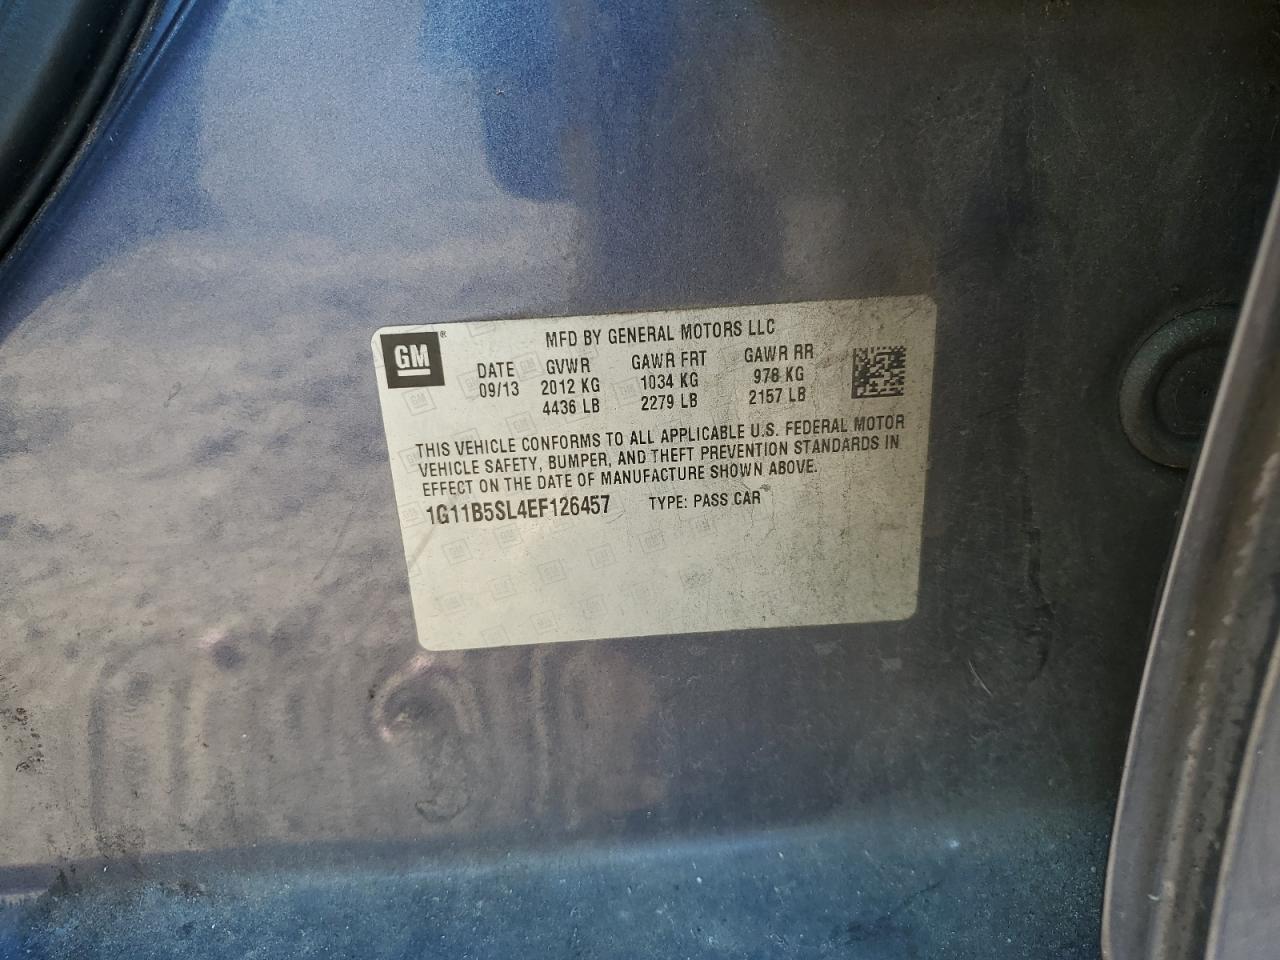 GM®
MFD BY GENERAL MOTORS LLC
DATE GVWR GAWR FRT GAWR RR
09/13 2012 KG 1034 KG 978 KG
4436 LB 2279 LB 2157 LB
THIS VEHICLE CONFORMS TO ALL APPLICABLE U.S. FEDERAL MOTOR
VEHICLE SAFETY, BUMPER, AND THEFT PREVENTION STANDARDS IN
EFFECT ON THE DATE OF MANUFACTURE SHOWN ABOVE.
1G11B5SL4EF126457 TYPE: PASS CAR